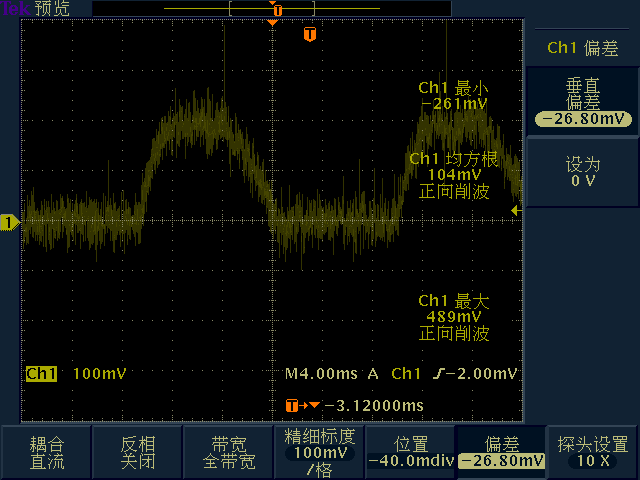 Tek 预览
T
T
Ch1 偏差
垂直
偏差
-26.80mV
设为
0 V
Ch1 最小
-261mV
Ch1 均方根
104mV
正向削波
1
Ch1 最大
489mV
正向削波
Ch1 100mV M4.00ms A Ch1 -2.00mV
T -3.12000ms
耦合
直流
反相
关闭
带宽
全带宽
精细标度
100mV
/格
位置
-40.0mdiv
偏差
-26.80mV
探头设置
10 X